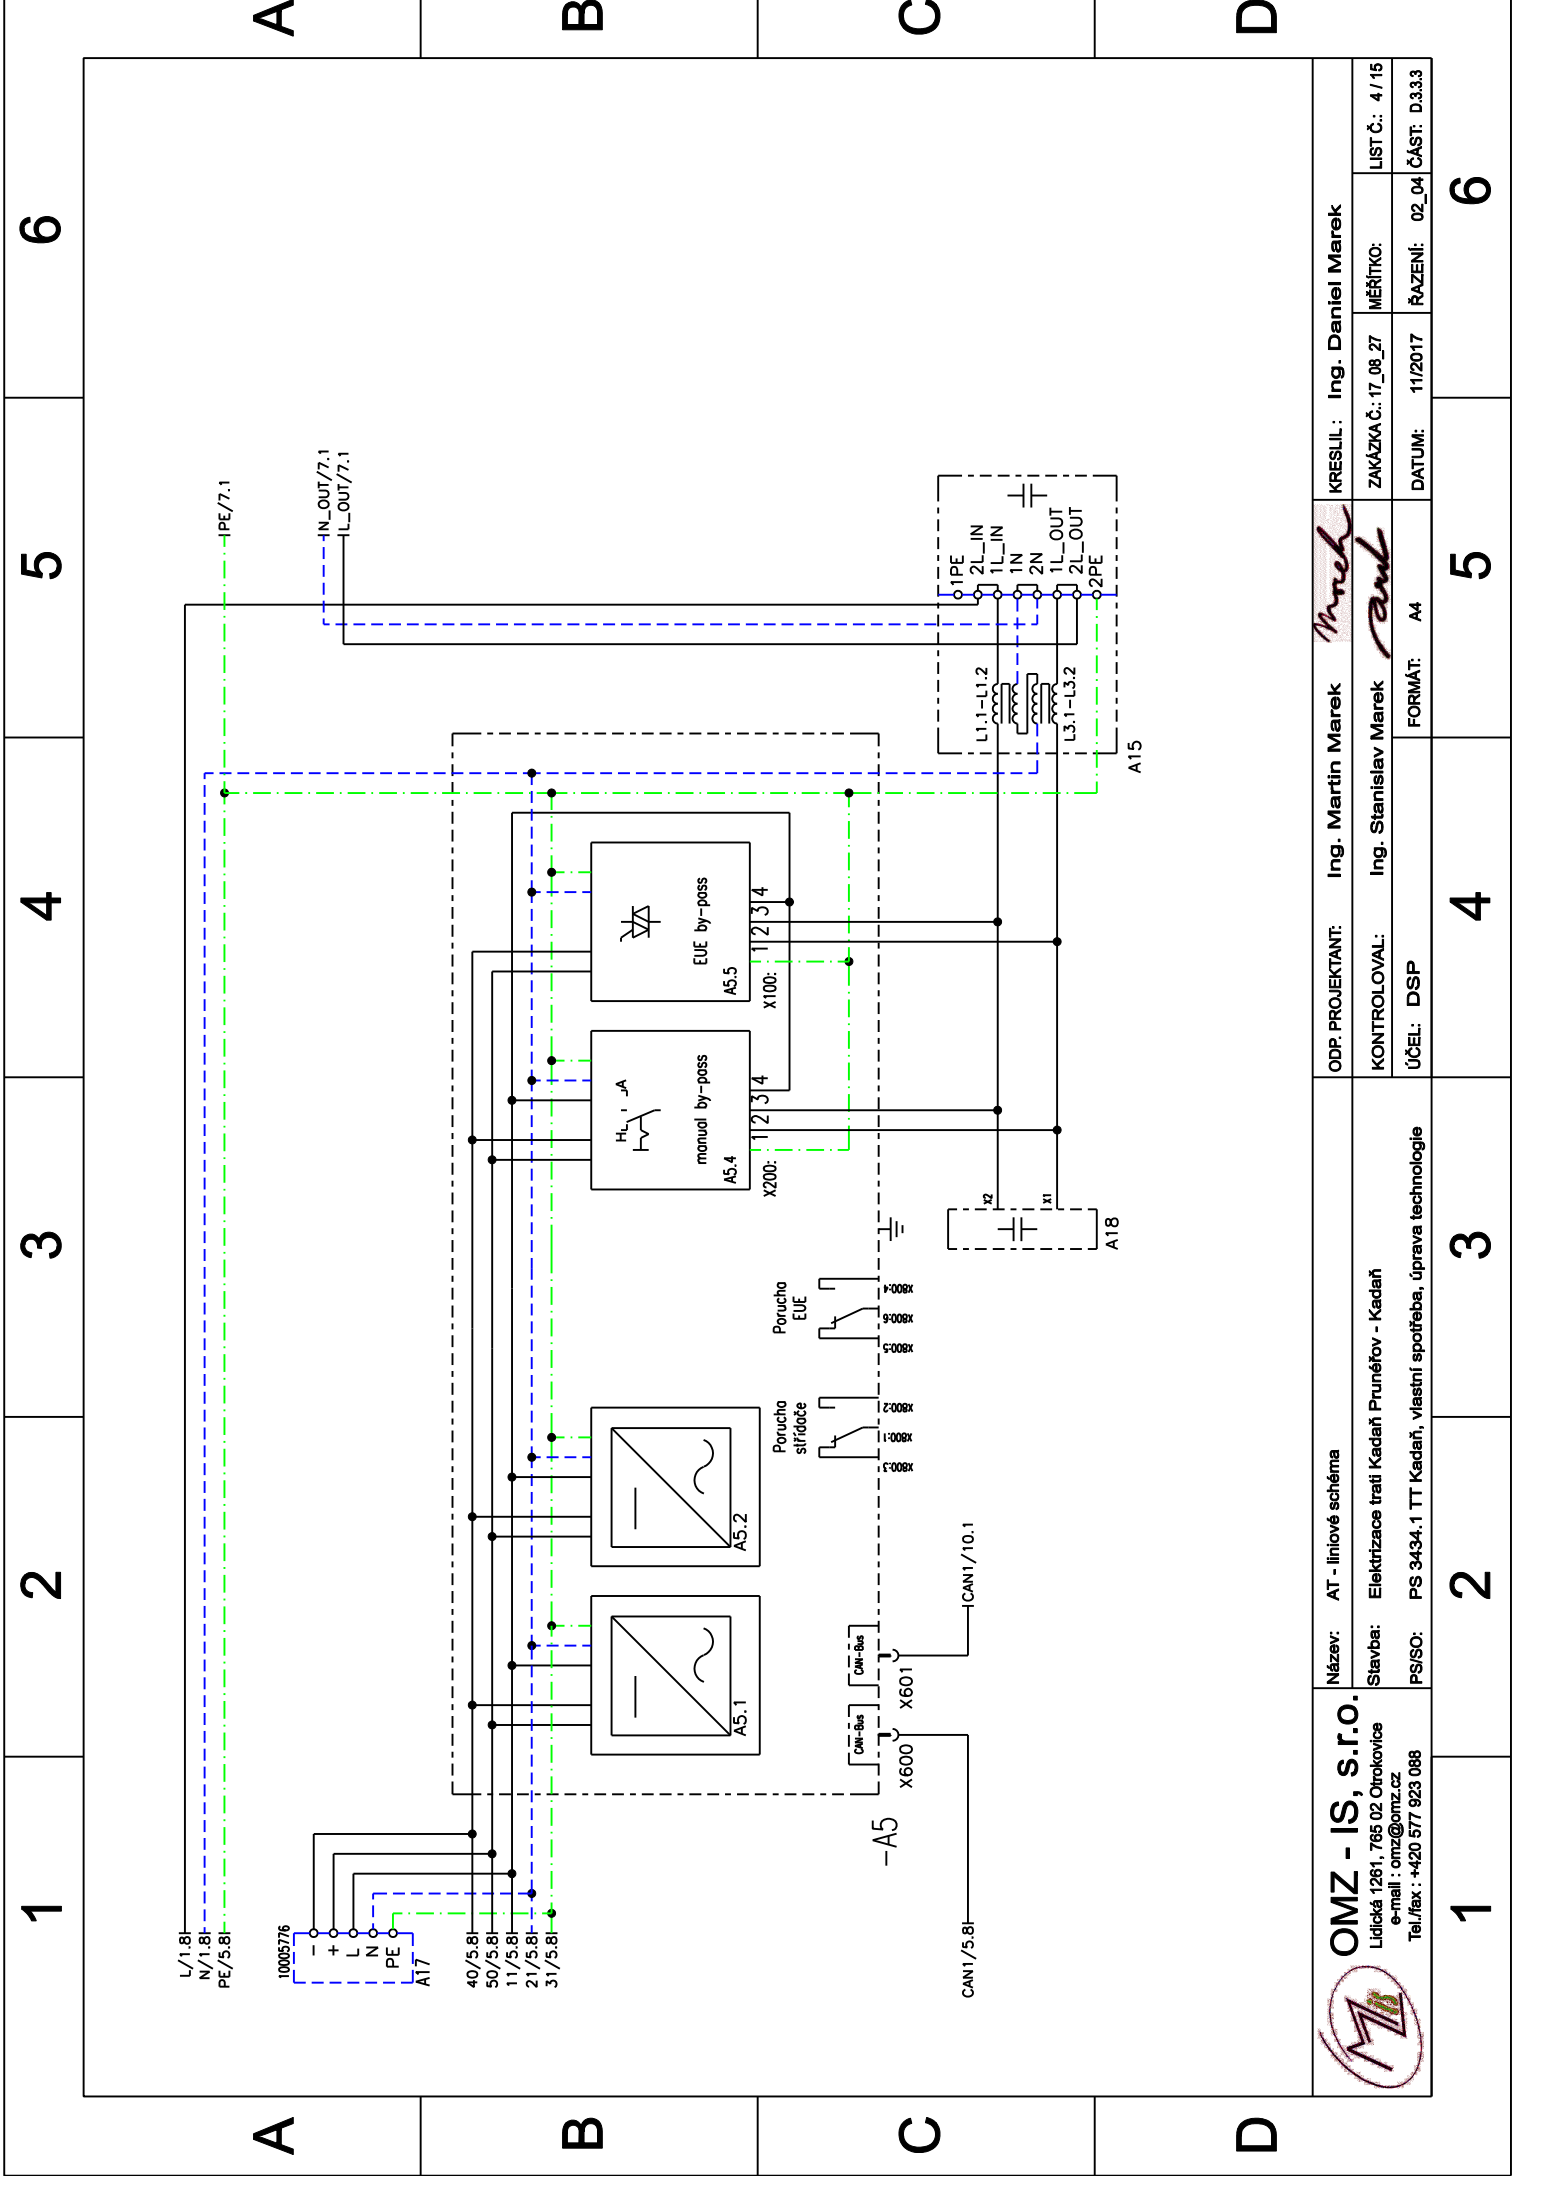 1 2 3 4 5 6
A
L/1.8
N/1.8
PE/5.8
PE/7.1
N_OUT/7.1
L_OUT/7.1
10005776
-
+
L
N
PE
A17
B
40/5.8
50/5.8
11/5.8
21/5.8
31/5.8
A5.1
A5.2
H A
manual by-pass
A5.4
X200:
1 2 3 4
EUE by-pass
A5.5
X100:
1 2 3 4
Porucha
střídače
X800:3
X800:1
X800:2
Porucha
EUE
X800:5
X800:6
X800:4
C
-A5
CAN-Bus
X600
CAN-Bus
X601
CAN1/5.8
CAN1/10.1
X2
X1
A18
L1.1-L1.2
L3.1-L3.2
1PE
2L_IN
1L_IN
1N
2N
1L_OUT
2L_OUT
2PE
A15
D
MZ is
OMZ - IS, s.r.o.
Lidická 1261, 765 02 Otrokovice
e-mail : omz@omz.cz
Tel./fax : +420 577 923 088
Název: AT - liniové schéma
Stavba: Elektrizace trati Kadaň Prunéřov - Kadaň
PS/SO: PS 3434.1 TT Kadaň, vlastní spotřeba, úprava technologie
ODP. PROJEKTANT: Ing. Martin Marek
KONTROLOVAL: Ing. Stanislav Marek
ÚČEL: DSP
FORMÁT: A4
KRESLIL : Ing. Daniel Marek
ZAKÁZKA Č.: 17_08_27
MĚŘÍTKO:
LIST Č.: 4 / 15
DATUM: 11/2017
ŘAZENÍ: 02_04
ČÁST: D.3.3.3
1 2 3 4 5 6
A
B
C
D